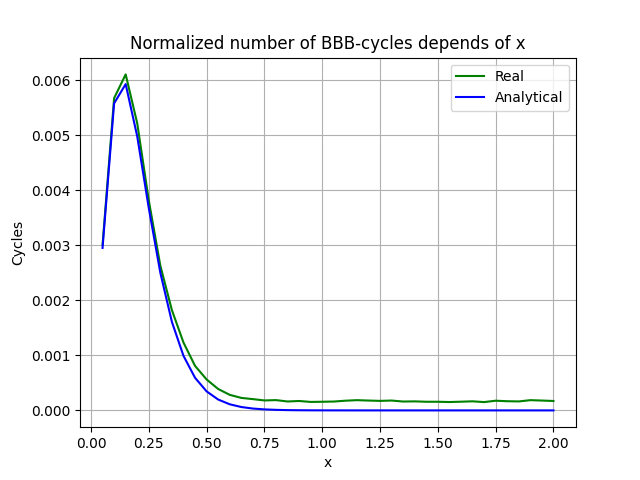 Normalized number of BBB-cycles depends of x
Real
Analytical
0.006
0.005
0.004
0.003
0.002
0.001
0.000
Cycles
0.00 0.25 0.50 0.75 1.00 1.25 1.50 1.75 2.00
x